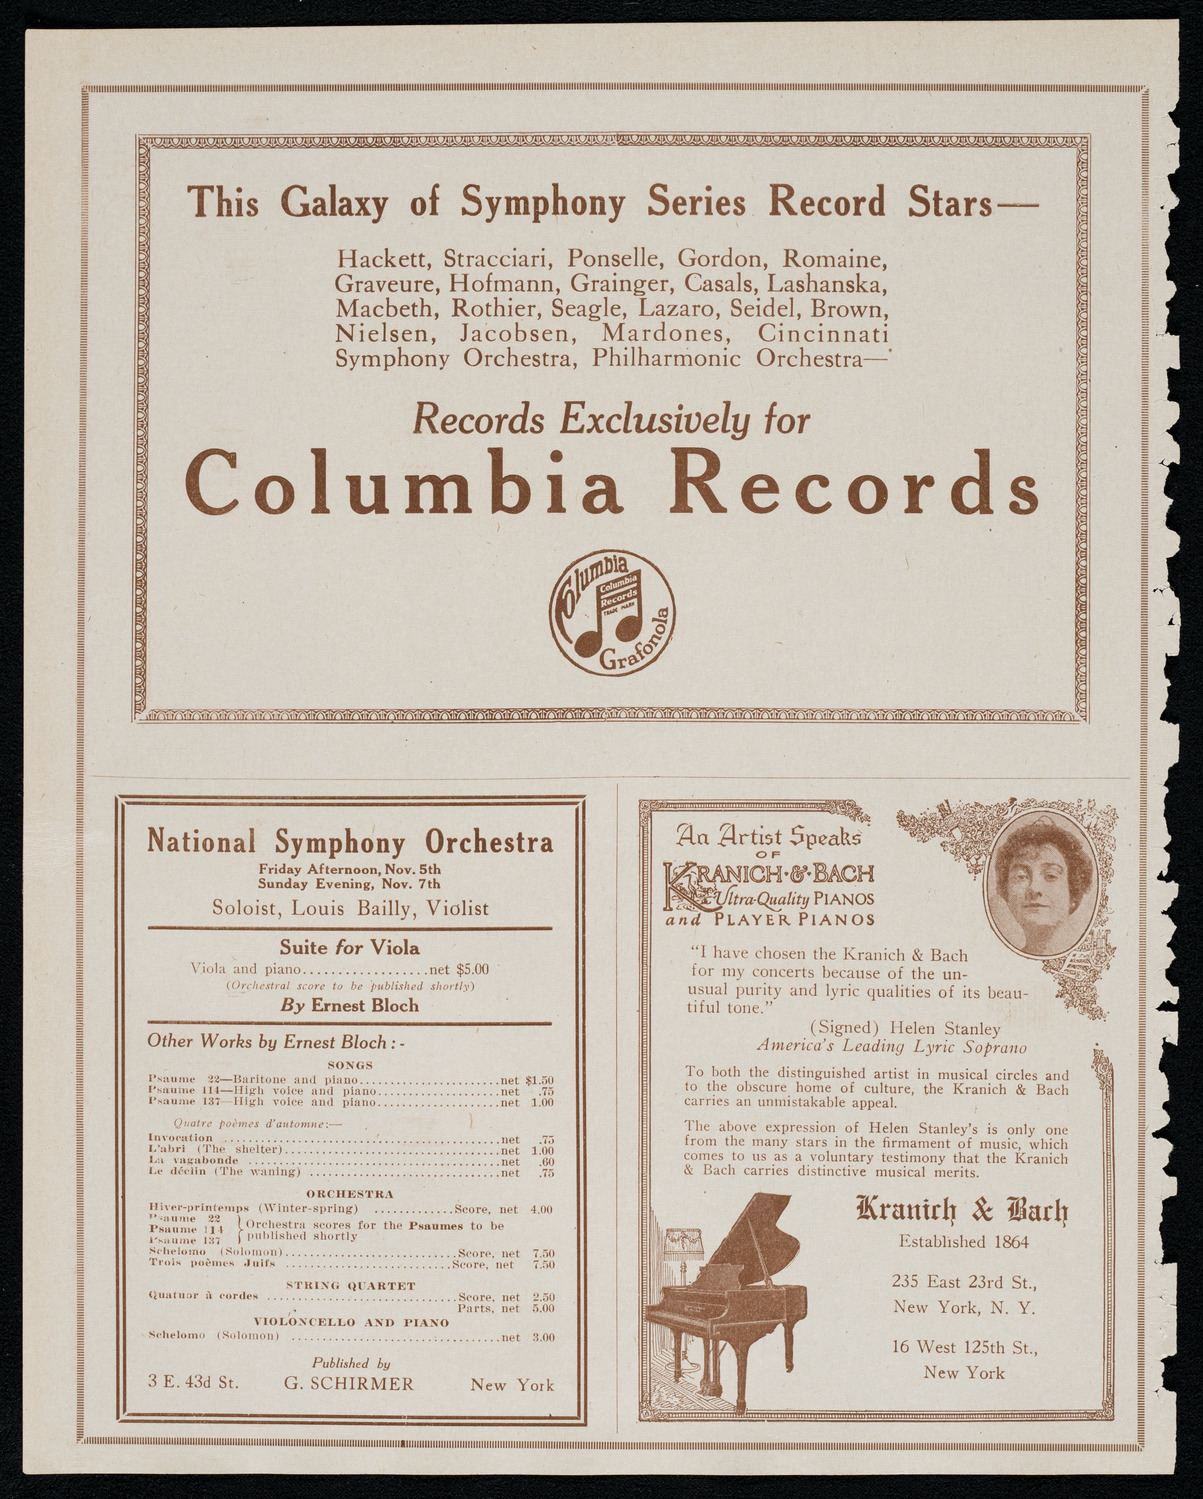 This Galaxy of Symphony Series Record Stars—
Hackett, Stracciari, Ponselle, Gordon, Romaine,
Graveure, Hofmann, Grainger, Casals, Lashanska,
Macbeth, Rothier, Seagle, Lazaro, Seidel, Brown,
Nielsen, Jacobsen, Mardones, Cincinnati
Symphony Orchestra, Philharmonic Orchestra—
Records Exclusively for
Columbia Records
Columbia
Columbia
Records
TRADE MARK
Grafonola
National Symphony Orchestra
Friday Afternoon, Nov. 5th
Sunday Evening, Nov. 7th
Soloist, Louis Bailly, Violist
Suite for Viola
Viola and piano..................net $5.00
(Orchestral score to be published shortly)
By Ernest Bloch
Other Works by Ernest Bloch : -
SONGS
Psaume 22—Baritone and piano........................net $1.50
Psaume 114—High voice and piano.....................net .75
Psaume 137—High voice and piano.....................net 1.00
Quatre poèmes d'automne:—
Invocation ................................................net .75
L'abri (The shelter)....................................net 1.00
La vagabonde ...........................................net .60
Le déclin (The waning) ................................net .75
ORCHESTRA
Hiver-printemps (Winter-spring) ............Score, net 4.00
Psaume 22
Psaume 114 } Orchestra scores for the Psaumes to be
Psaume 137 published shortly
Schelomo (Solomon)..........................Score, net 7.50
Trois poèmes Juifs ..........................Score, net 7.50
STRING QUARTET
Quatuor à cordes ............................Score, net 2.50
Parts, net 5.00
VIOLONCELLO AND PIANO
Schelomo (Solomon) ..............................net 3.00
Published by
3 E. 43d St. G. SCHIRMER New York
An Artist Speaks
OF
KRANICH·&·BACH
Ultra-Quality PIANOS
and PLAYER PIANOS
"I have chosen the Kranich & Bach
for my concerts because of the un-
usual purity and lyric qualities of its beau-
tiful tone."
(Signed) Helen Stanley
America's Leading Lyric Soprano
To both the distinguished artist in musical circles and
to the obscure home of culture, the Kranich & Bach
carries an unmistakable appeal.
The above expression of Helen Stanley's is only one
from the many stars in the firmament of music, which
comes to us as a voluntary testimony that the Kranich
& Bach carries distinctive musical merits.
Kranich & Bach
Established 1864
235 East 23rd St.,
New York, N. Y.
16 West 125th St.,
New York